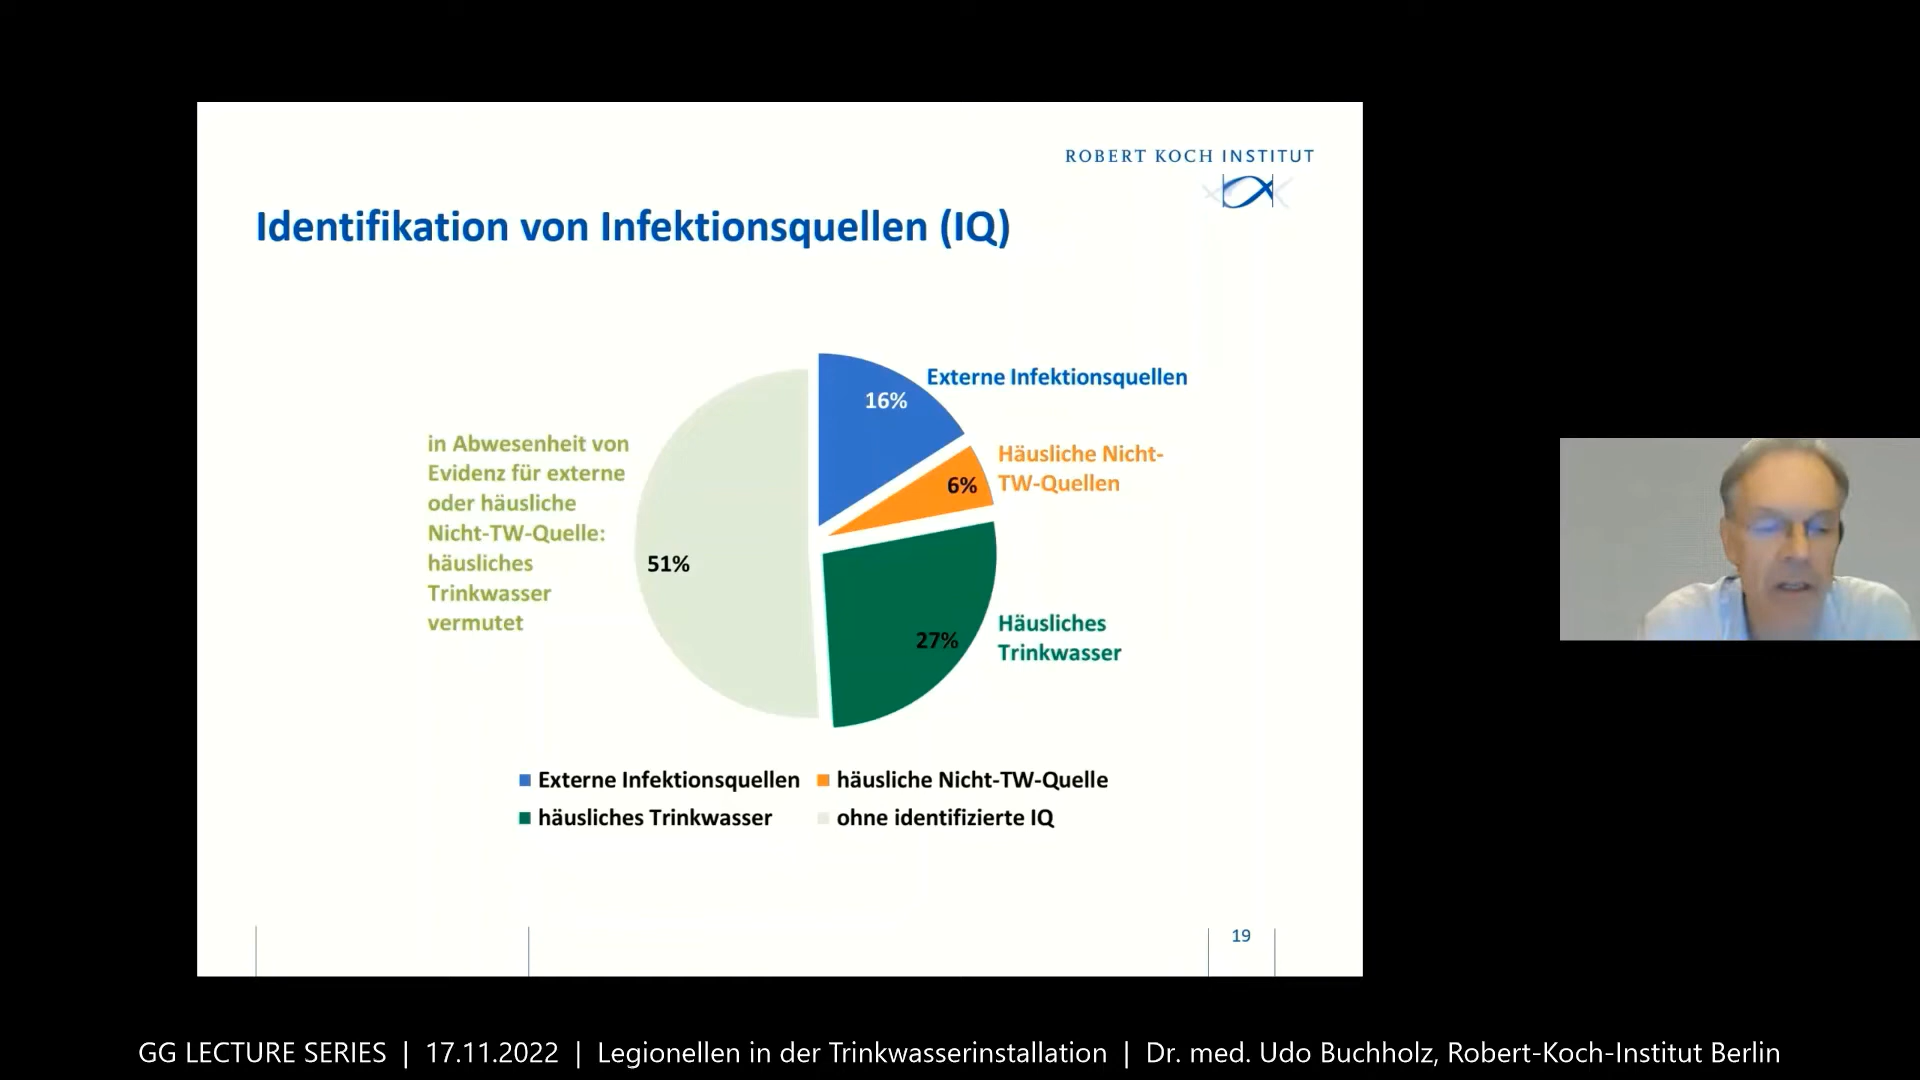 ROBERT KOCH INSTITUT
Identifikation von Infektionsquellen (IQ)
Externe Infektionsquellen
16%
Häusliche Nicht-
TW-Quellen
6%
in Abwesenheit von
Evidenz für externe
oder häusliche
Nicht-TW-Quelle:
häusliches
Trinkwasser
vermutet
51%
27%
Häusliches
Trinkwasser
Externe Infektionsquellen
häusliche Nicht-TW-Quelle
häusliches Trinkwasser
ohne identifizierte IQ
19
GG LECTURE SERIES | 17.11.2022 | Legionellen in der Trinkwasserinstallation | Dr. med. Udo Buchholz, Robert-Koch-Institut Berlin